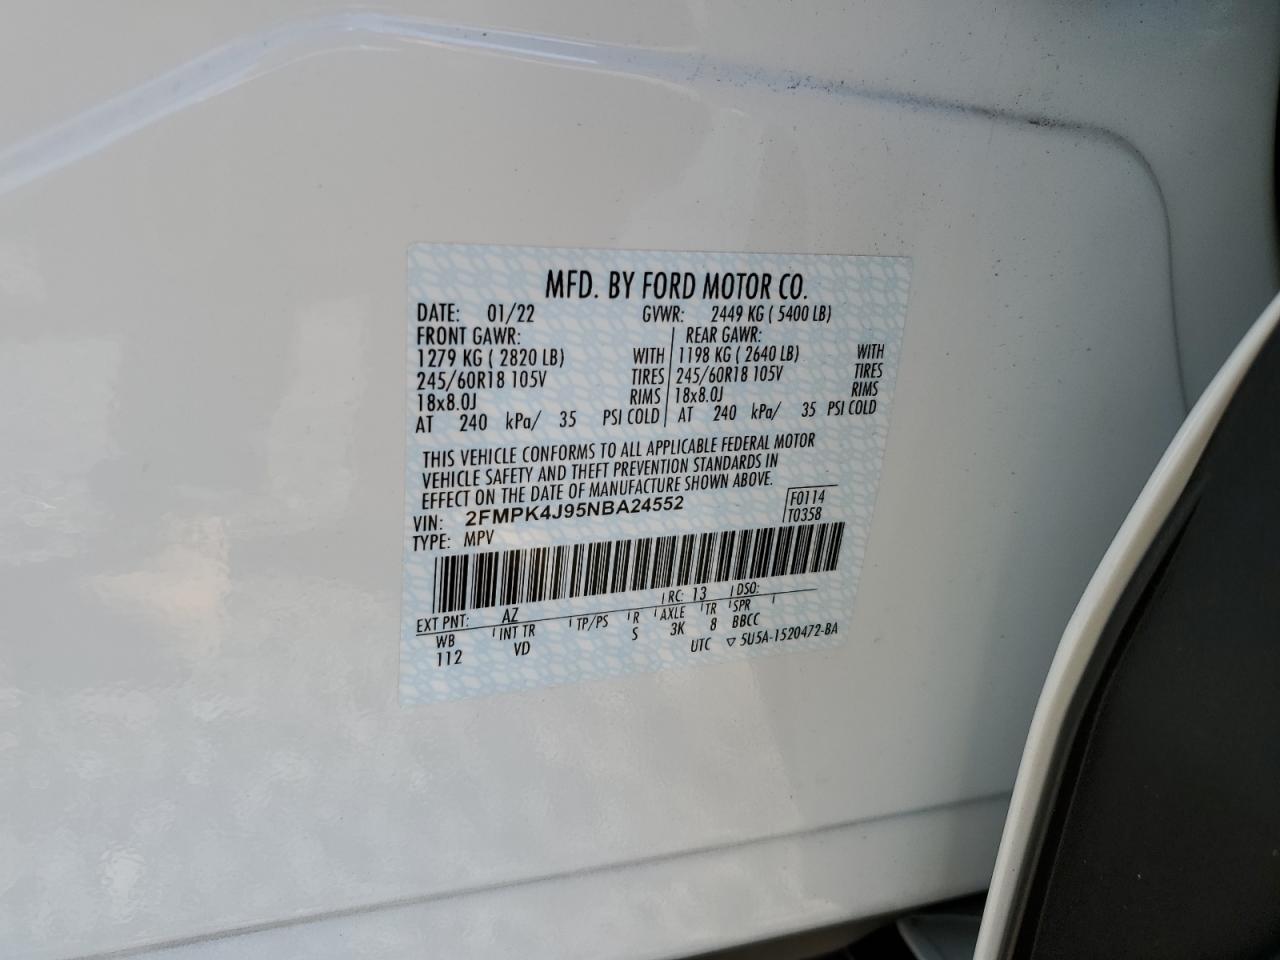 MFD. BY FORD MOTOR CO.
DATE: 01/22 GVWR: 2449 KG ( 5400 LB)
FRONT GAWR: REAR GAWR:
1279 KG ( 2820 LB) WITH 1198 KG ( 2640 LB) WITH
245/60R18 105V TIRES 245/60R18 105V TIRES
18x8.0J RIMS 18x8.0J RIMS
AT 240 kPa/ 35 PSI COLD AT 240 kPa/ 35 PSI COLD
THIS VEHICLE CONFORMS TO ALL APPLICABLE FEDERAL MOTOR
VEHICLE SAFETY AND THEFT PREVENTION STANDARDS IN
EFFECT ON THE DATE OF MANUFACTURE SHOWN ABOVE.
VIN: 2FMPK4J95NBA24552 F0114
TYPE: MPV T0358
EXT PNT: AZ RC: 13 DSO:
WB INT TR TP/PS R AXLE TR SPR
112 VD S 3K 8 BBCC
UTC ▽ 5U5A-1520472-BA